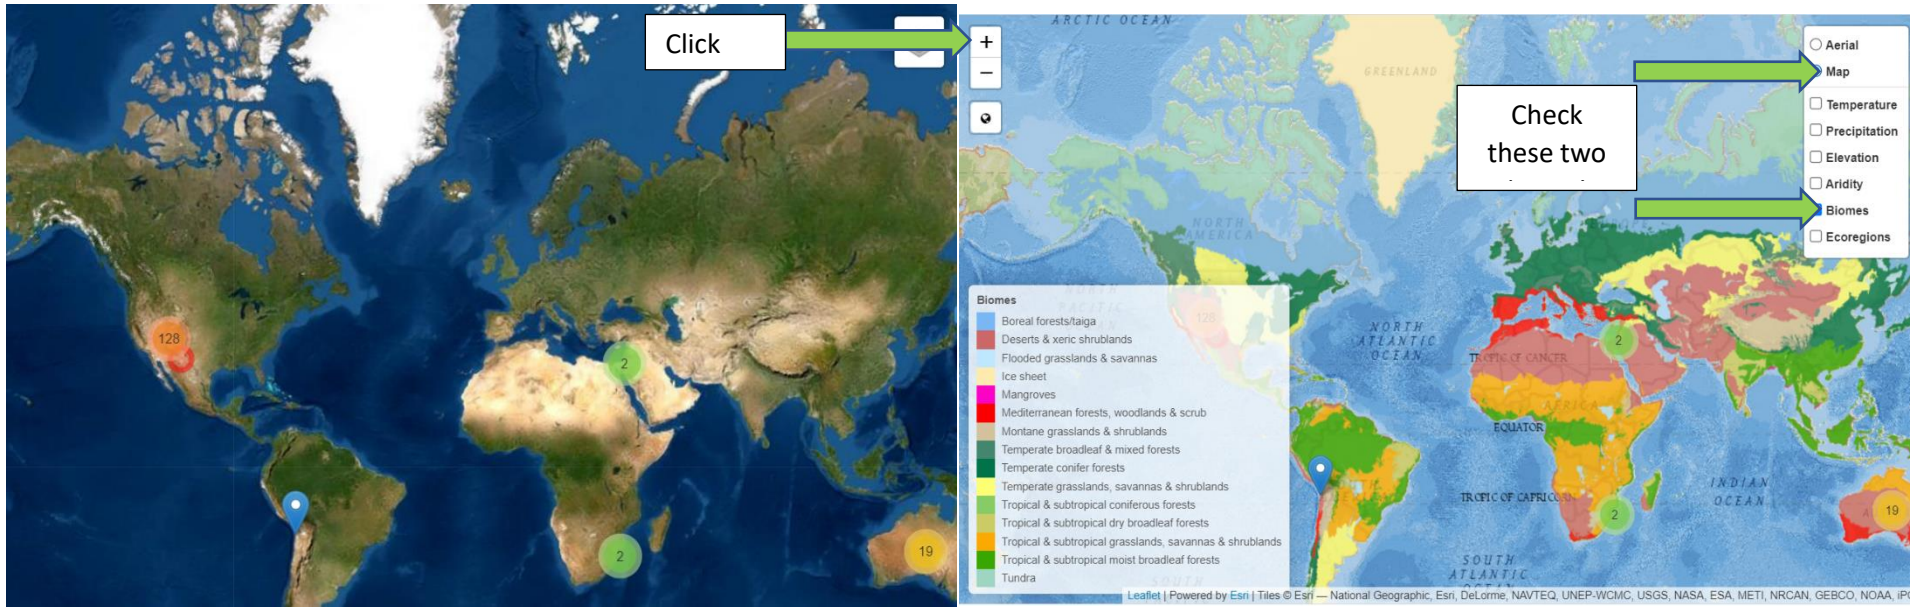 Click
128
2
2
19
+
−
ARCTIC OCEAN
GREENLAND
Aerial
Map
Temperature
Precipitation
Elevation
Aridity
Biomes
Ecoregions
Check
these two
NORTH
AMERICA
NORTH
PACIFIC
OCEAN
128
Biomes
Boreal forests/taiga
Deserts & xeric shrublands
Flooded grasslands & savannas
Ice sheet
Mangroves
Mediterranean forests, woodlands & scrub
Montane grasslands & shrublands
Temperate broadleaf & mixed forests
Temperate conifer forests
Temperate grasslands, savannas & shrublands
Tropical & subtropical coniferous forests
Tropical & subtropical dry broadleaf forests
Tropical & subtropical grasslands, savannas & shrublands
Tropical & subtropical moist broadleaf forests
Tundra
NORTH
ATLANTIC
OCEAN
TROPIC OF CANCER
2
AFRICA
EQUATOR
TROPIC OF CAPRICORN
INDIAN
OCEAN
2
19
SOUTH
ATLANTIC
OCEAN
Leaflet | Powered by Esri | Tiles © Esri — National Geographic, Esri, DeLorme, NAVTEQ, UNEP-WCMC, USGS, NASA, ESA, METI, NRCAN, GEBCO, NOAA, iPC